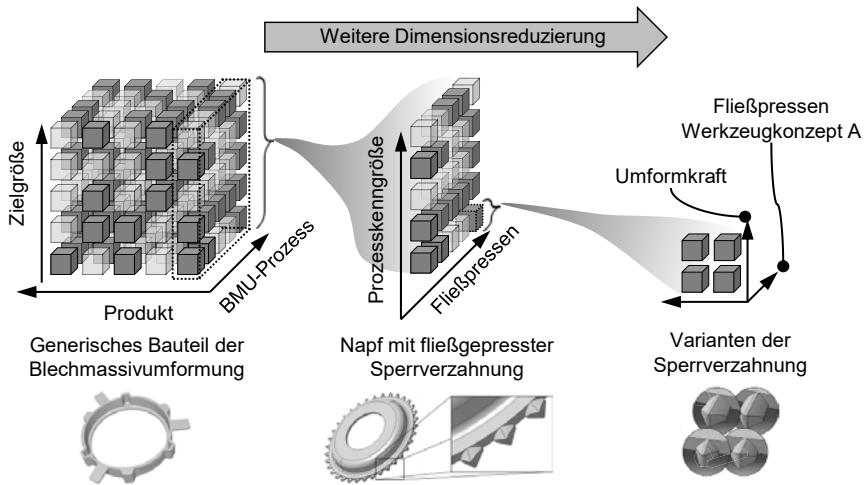 Weitere Dimensionsreduzierung
Zielgröße
Produkt
BMU-Prozess
Prozesskenngröße
Fließpressen
Fließpressen
Werkzeugkonzept A
Umformkraft
Generisches Bauteil der
Blechmassivumformung
Napf mit fließgepresster
Sperrverzahnung
Varianten der
Sperrverzahnung